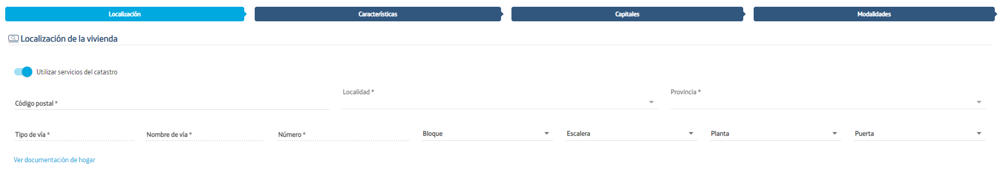 Localización
Características
Capitales
Modalidades
Localización de la vivienda
Utilizar servicios del catastro
Código postal *
Localidad *
Provincia *
Tipo de vía *
Nombre de vía *
Número *
Bloque
Escalera
Planta
Puerta
Ver documentación de hogar